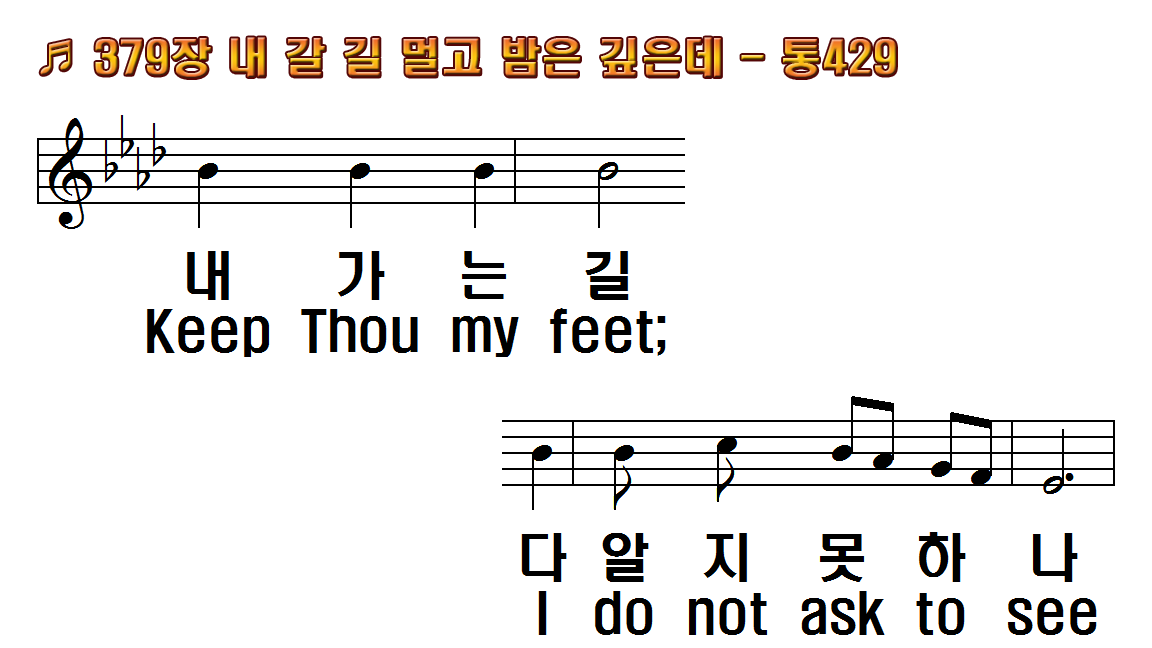 ♬ 379장 내 갈 길 멀고 밤은 깊은데 - 통429
내 가 는 길
Keep Thou my feet;
다 알 지 못 하 나
I do not ask to see